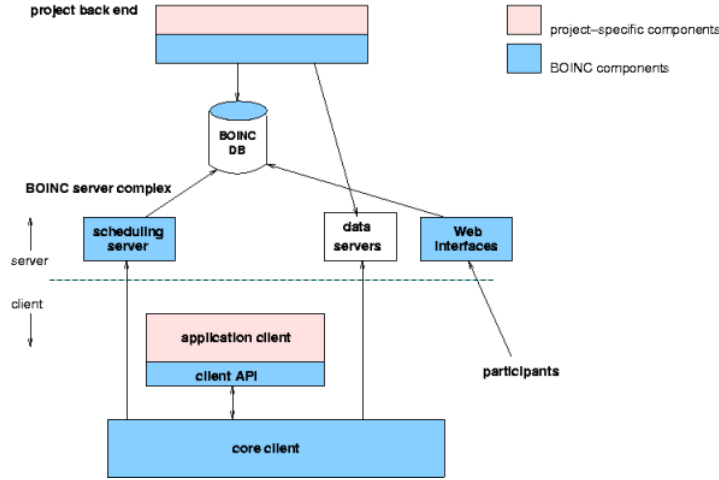 project back end
project–specific components
BOINC components
BOINC
DB
BOINC server complex
scheduling
server
data
servers
Web
Interfaces
server
client
application client
client API
participants
core client